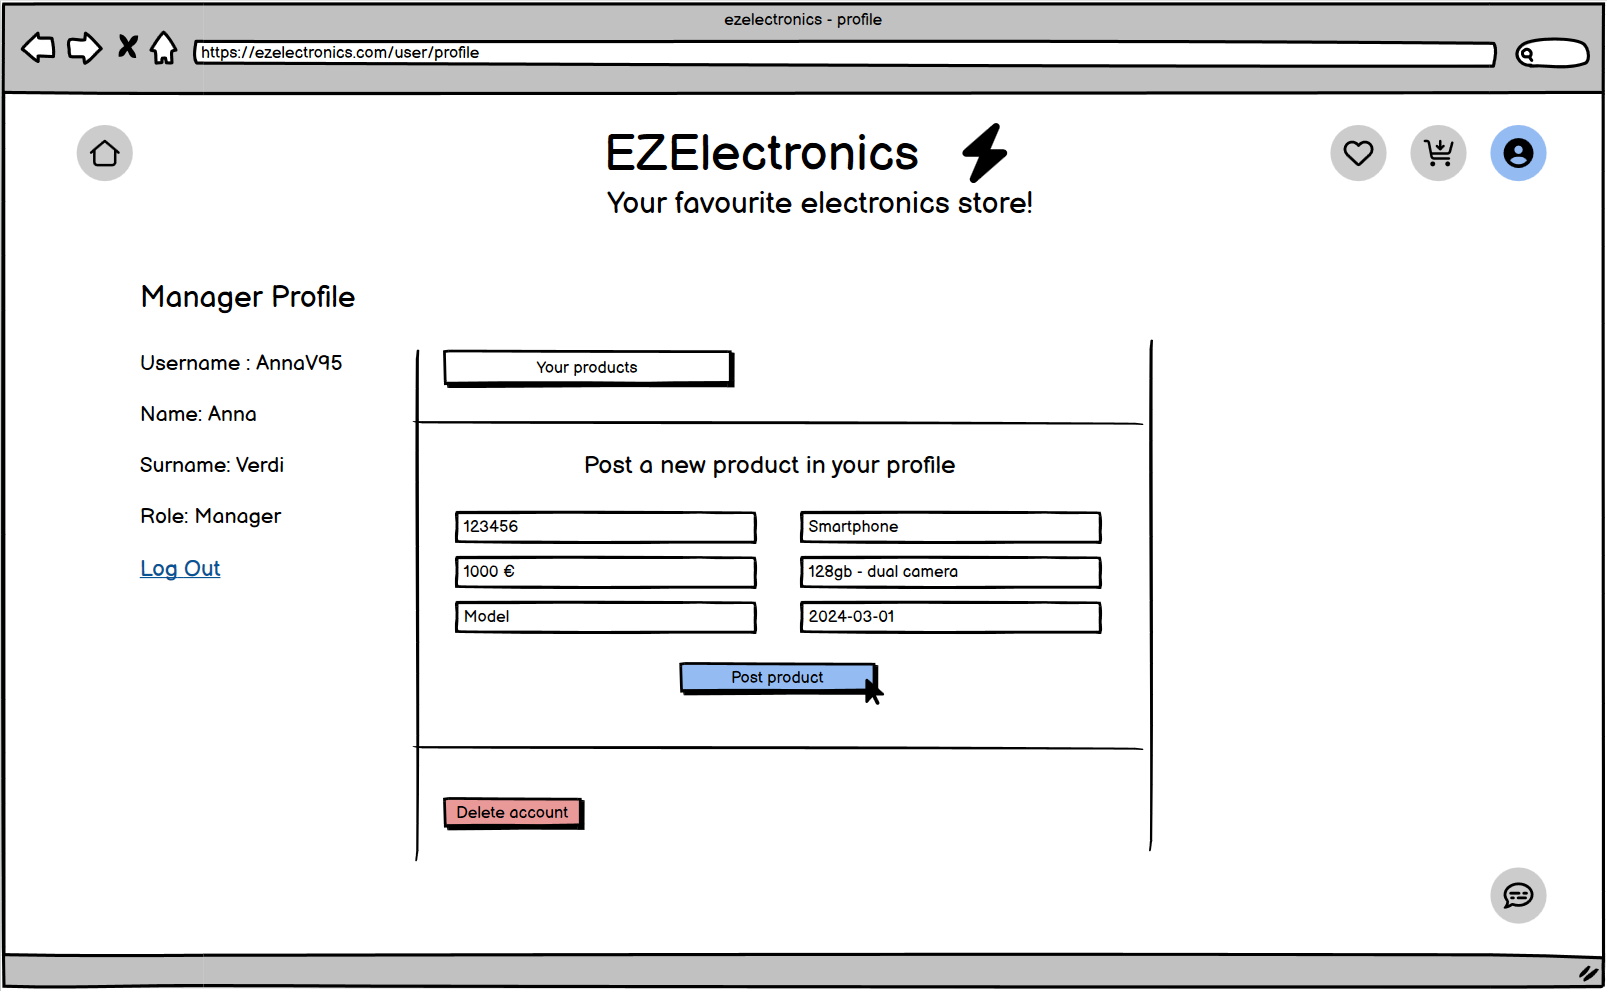 ezelectronics - profile
https://ezelectronics.com/user/profile
EZElectronics
Your favourite electronics store!
Manager Profile
Username : AnnaV95
Name: Anna
Surname: Verdi
Role: Manager
Log Out
Your products
Post a new product in your profile
123456
Smartphone
1000 €
128gb - dual camera
Model
2024-03-01
Post product
Delete account